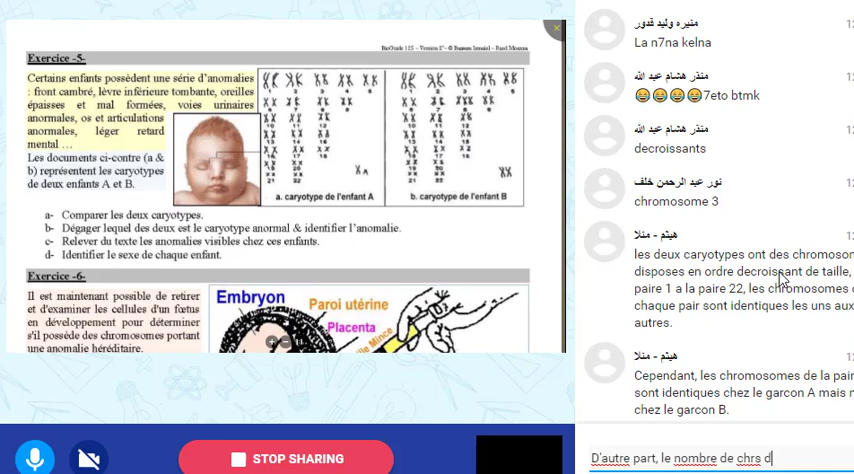 BioGuide 125 – Version 1° - ©
Exercice -5-
Certains enfants possèdent une série d'anomalies
: front cambré, lèvre inférieure tombante, oreilles
épaisses et mal formées, voies urinaires
anormales, os et articulations
anormales, léger retard
mental …
Les documents ci-contre (a &
b) représentent les caryotypes
de deux enfants A et B.
a. caryotype de l'enfant A
b. caryotype de l'enfant B
a- Comparer les deux caryotypes.
b- Dégager lequel des deux est le caryotype anormal & identifier l'anomalie.
c- Relever du texte les anomalies visibles chez ces enfants.
d- Identifier le sexe de chaque enfant.
Exercice -6-
Il est maintenant possible de retirer
et d'examiner les cellules d'un fœtus
en développement pour déterminer
s'il possède des chromosomes portant
une anomalie héréditaire.
Embryon
Paroi utérine
Placenta
Mince
STOP SHARING
منيره وليد قدور
La n7na kelna
منذر هشام عبد الله
😂😂😂😂7eto btmk
منذر هشام عبد الله
decroissants
نور عبد الرحمن خلف
chromosome 3
هيثم - منلا
les deux caryotypes ont des chromosom
disposes en ordre decroissant de taille,
paire 1 a la paire 22, les chromosomes
chaque pair sont identiques les uns aux
autres.
هيثم - منلا
Cependant, les chromosomes de la pair
sont identiques chez le garcon A mais
chez le garcon B.
D'autre part, le nombre de chrs d